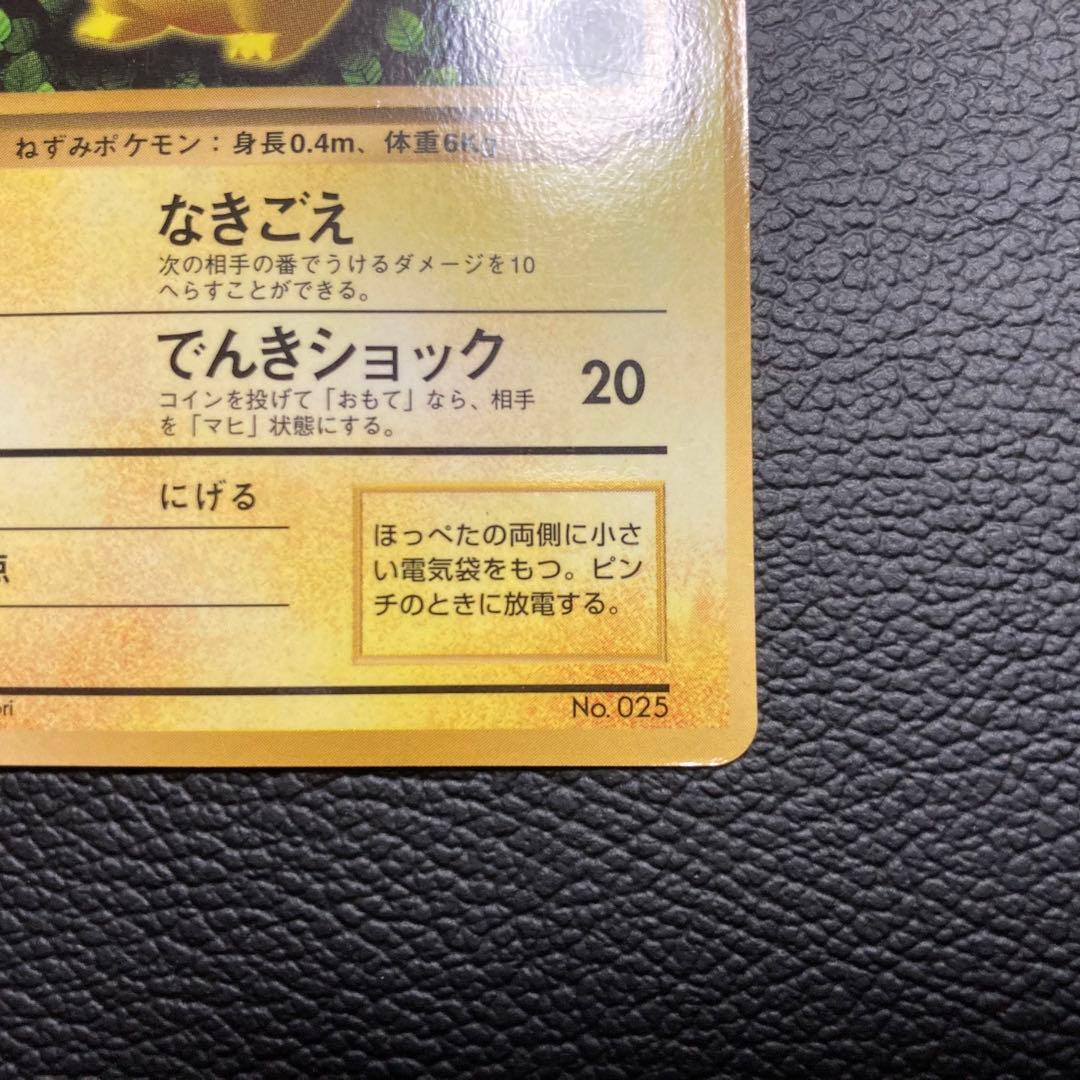 ねずみポケモン：身長0.4m、体重6Kg
なきごえ
次の相手の番でうけるダメージを10
へらすことができる。
でんきショック
20
コインを投げて「おもて」なら、相手
を「マヒ」状態にする。
にげる
点
ほっぺたの両側に小さ
い電気袋をもつ。ピン
チのときに放電する。
ori
No. 025